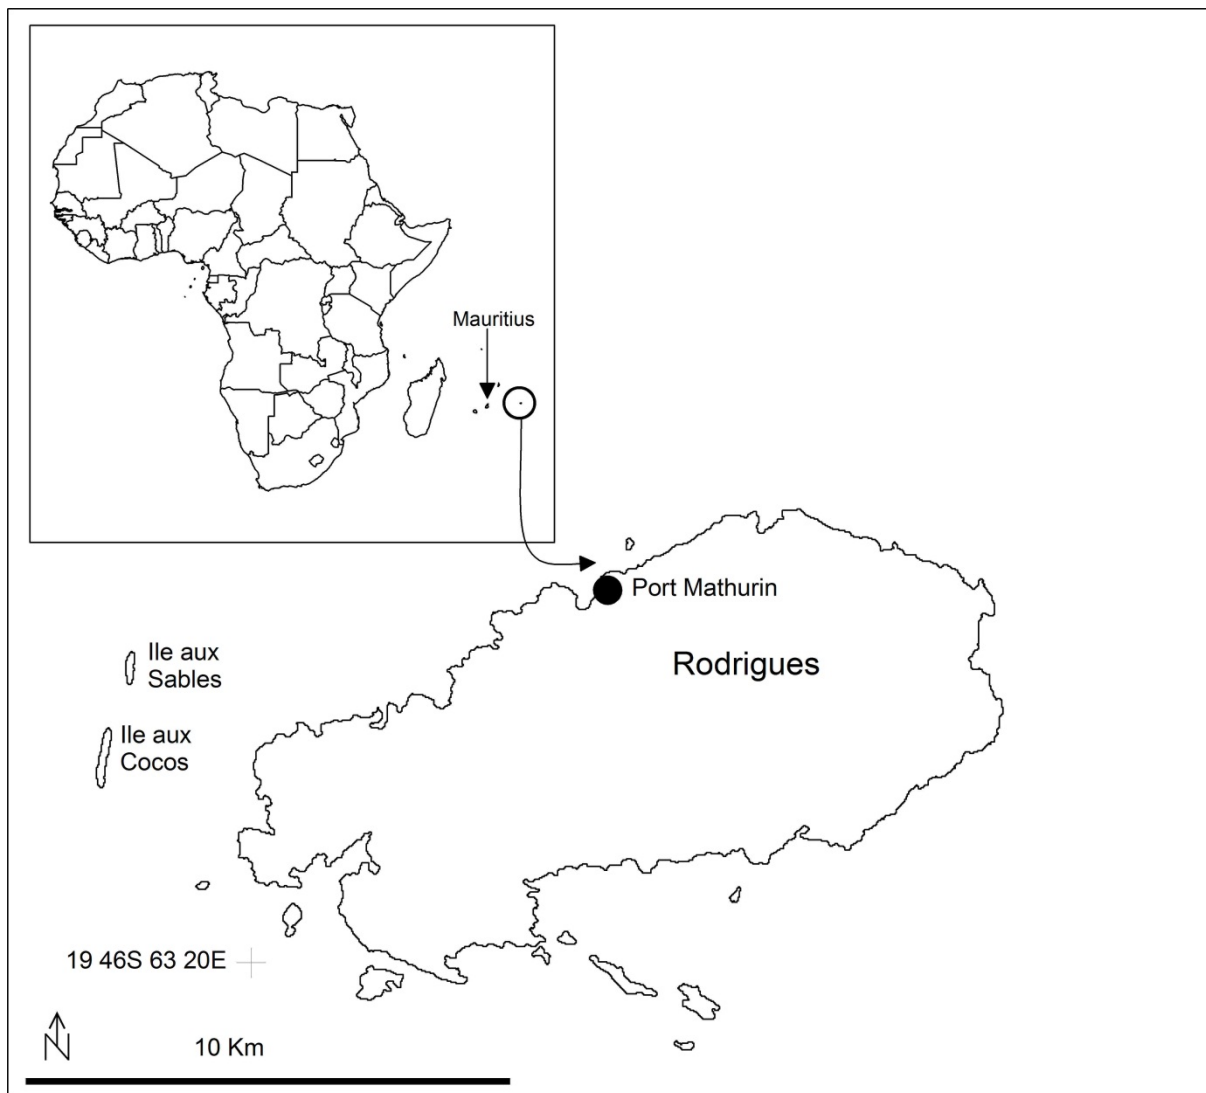 Mauritius
Port Mathurin
Rodrigues
Ile aux
Sables
Ile aux
Cocos
19 46S 63 20E
N
10 Km